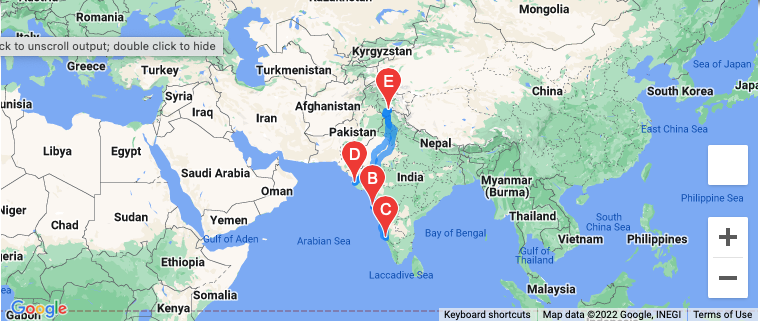 Mongolia
Romania
ck to unscroll output; double click to hide
Kyrgyzstan
Sea of Japan
Greece
Turkey
Turkmenistan
China
South Korea
Japa
Syria
Afghanistan
unisia
Iraq
Iran
E
East China Sea
Pakistan
Nepal
Libya
Egypt
D
Saudi Arabia
B
India
Myanmar
(Burma)
Oman
Philippine Sea
Niger
Chad
Sudan
Yemen
C
Thailand
South
China Sea
Gulf of Aden
Arabian Sea
Bay of Bengal
Vietnam
Philippines
geria
Gulf of
Thailand
Ethiopia
Laccadive Sea
Malaysia
Somalia
Kenya
Gabon
Google
Keyboard shortcuts
Map data ©2022 Google, INEGI
Terms of Use